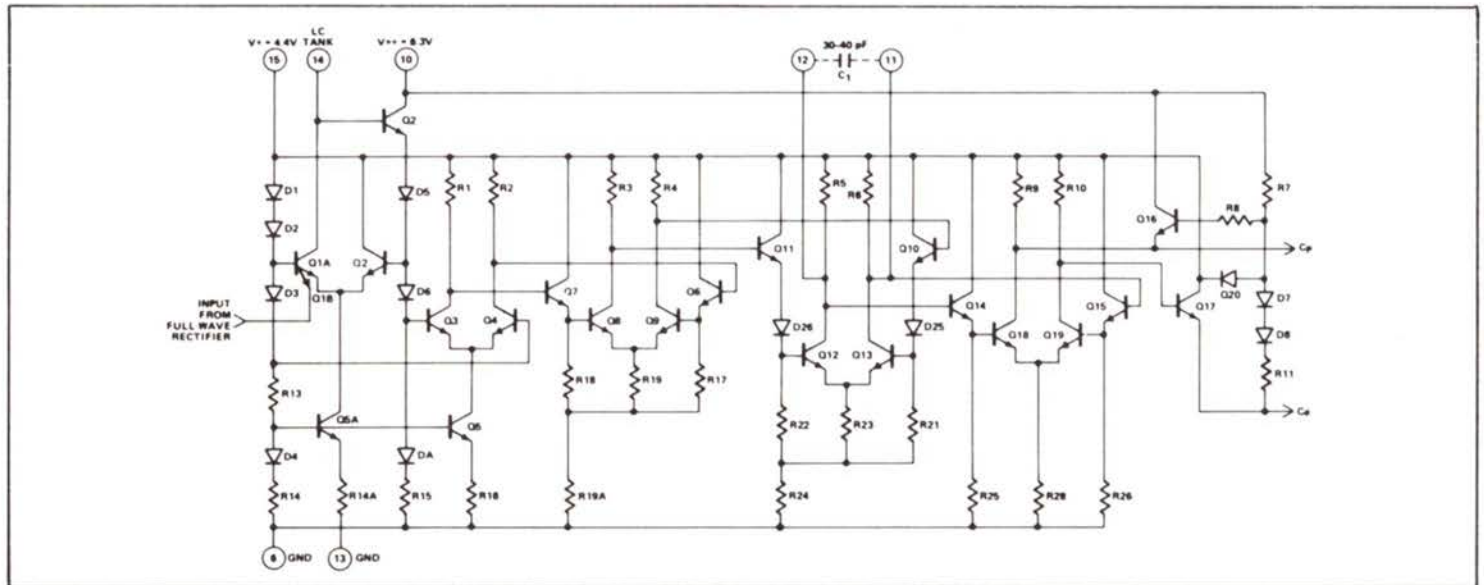 V+ = 4.4V
LC TANK
V++ = 6.3V
30-40 pF
15
14
10
12
11
C1
Q2
D1
D5
R1
R2
R3
R4
R5
R6
R9
R10
R7
D2
Q16
R8
Q11
Q10
Cp
Q1A
Q2
D3
D6
Q7
Q6
Q14
Q15
Q17
Q20
D7
Q1B
INPUT
FROM
FULL WAVE
RECTIFIER
Q3
Q4
Q8
Q9
D26
D25
Q18
Q19
D8
Q12
Q13
R11
R13
R18
R19
R17
Q5A
Q5
R22
R23
R21
D4
DA
R14
R14A
R15
R16
R19A
R24
R25
R28
R26
6 GND
13 GND